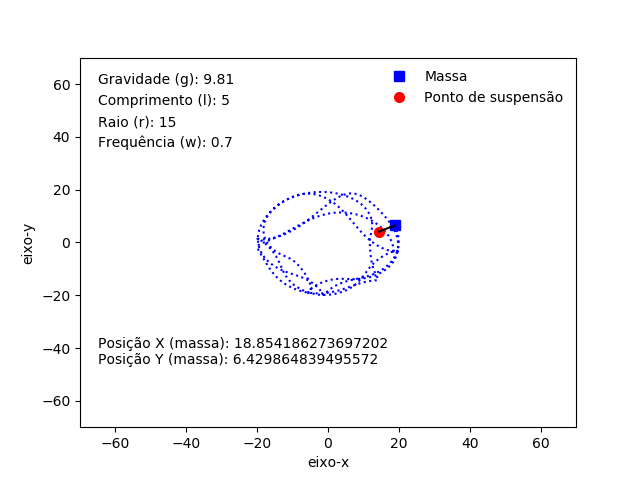 Gravidade (g): 9.81
Comprimento (l): 5
Raio (r): 15
Frequência (w): 0.7
Massa
Ponto de suspensão
60
40
20
0
−20
−40
−60
eixo-y
Posição X (massa): 18.854186273697202
Posição Y (massa): 6.429864839495572
−60
−40
−20
0
20
40
60
eixo-x